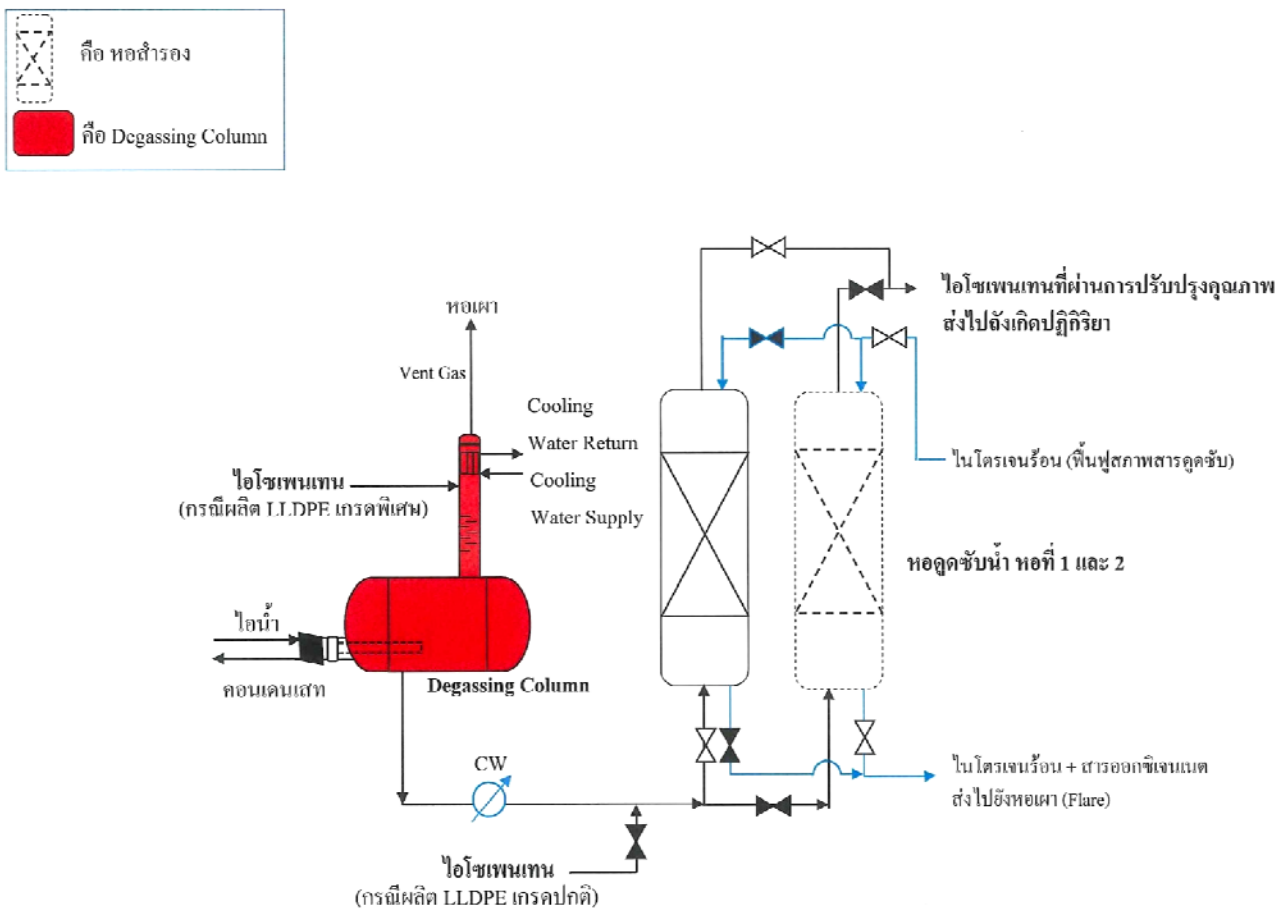 คือ หอสำรอง
คือ Degassing Column
หอเผา
Vent Gas
Cooling
Water Return
Cooling
Water Supply
ไอโซเพนเทน
(กรณีผลิต LLDPE เกรดพิเศษ)
ไอน้ำ
คอนเดนเสท
Degassing Column
CW
ไอโซเพนเทน
(กรณีผลิต LLDPE เกรดปกติ)
ไอโซเพนเทนที่ผ่านการปรับปรุงคุณภาพ
ส่งไปถังเกิดปฏิกิริยา
ไนโตรเจนร้อน (ฟื้นฟูสภาพสารดูดซับ)
หอดูดซับน้ำ หอที่ 1 และ 2
ไนโตรเจนร้อน + สารออกซิเจนเนต
ส่งไปยังหอเผา (Flare)